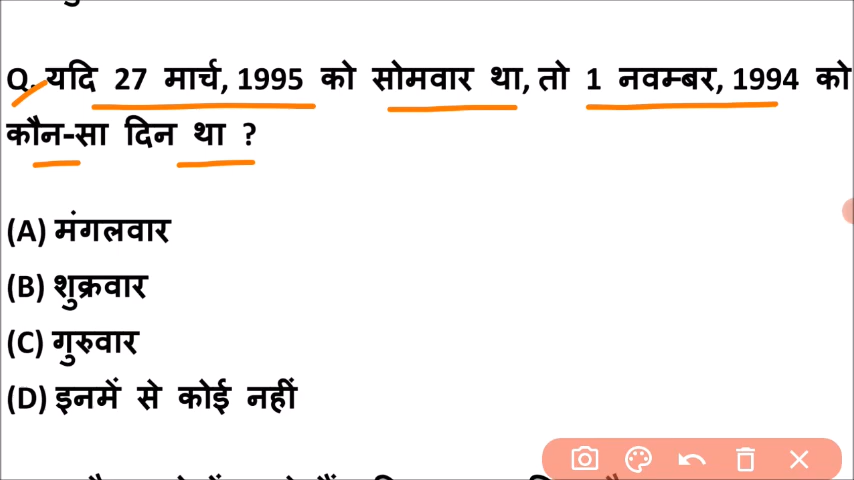 Q. यदि 27 मार्च, 1995 को सोमवार था, तो 1 नवम्बर, 1994 को
कौन-सा दिन था ?
(A) मंगलवार
(B) शुक्रवार
(C) गुरुवार
(D) इनमें से कोई नहीं